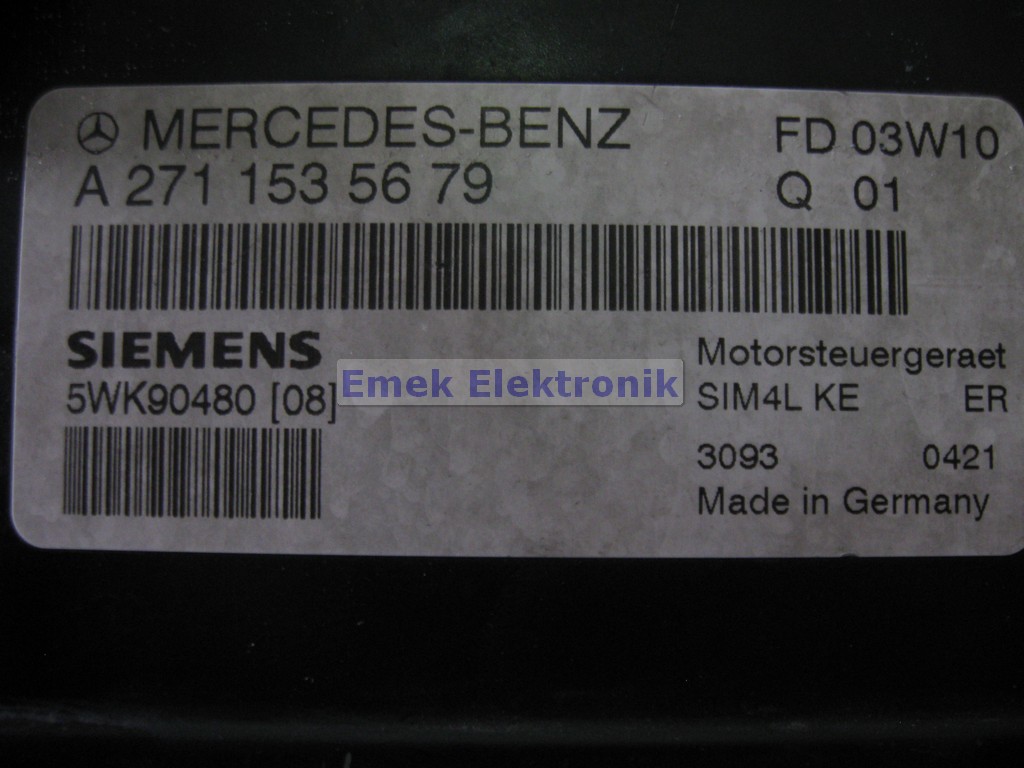 MERCEDES-BENZ FD 03W10
A 271 153 56 79 Q 01
SIEMENS Motorsteuergeraet
5WK90480 [08] Emek Elektronik SIM4L KE ER
3093 0421
Made in Germany